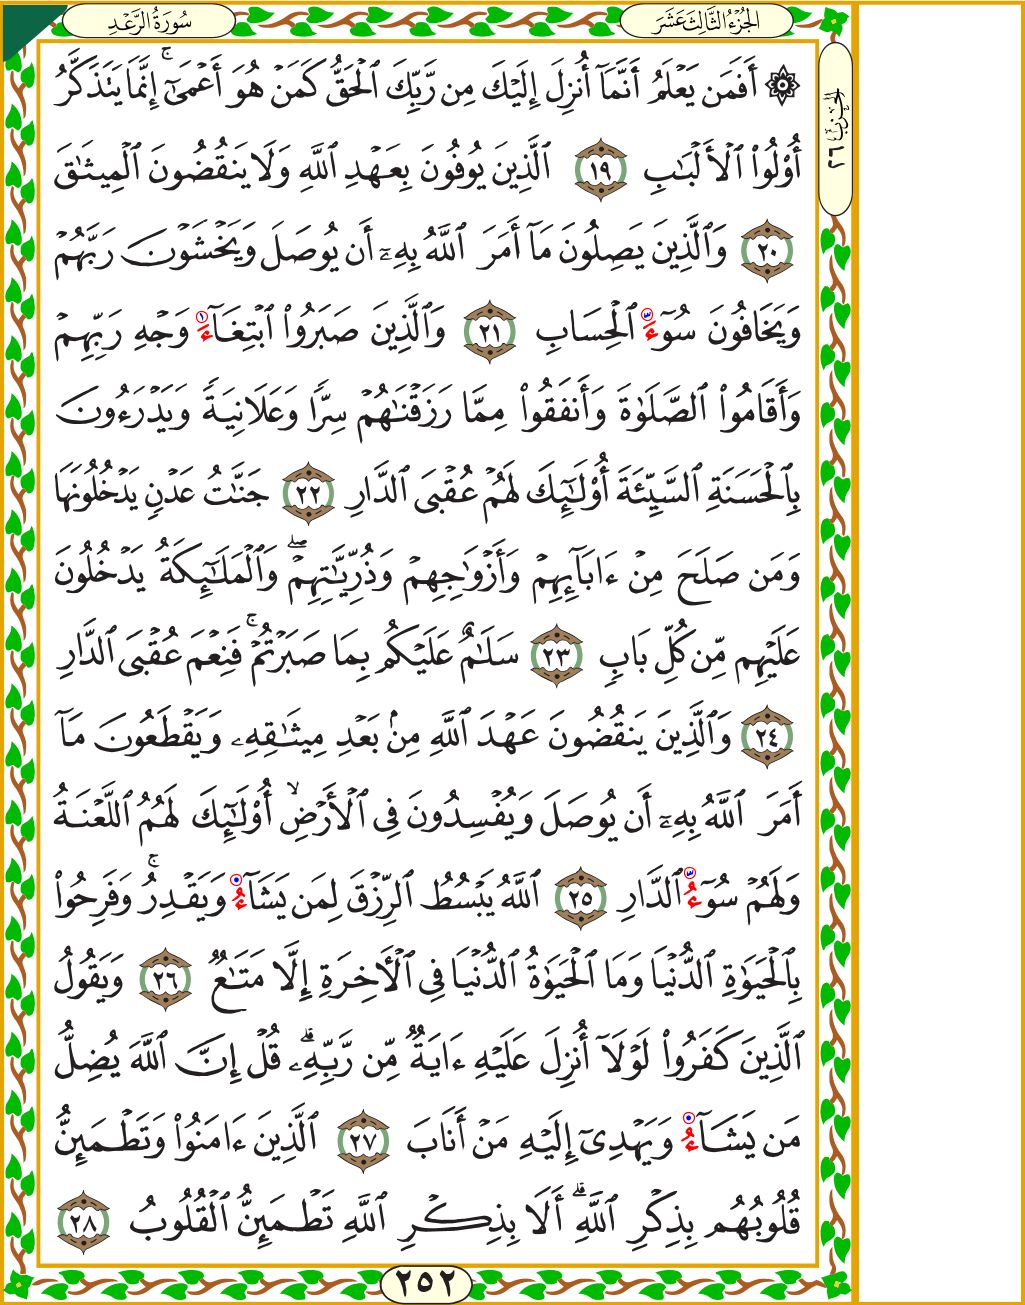 سُورَةُ الرَّعْدِ
الجُزْءُ الثَّالِثَ عَشَرَ
الحزب ٢٦
۞ أَفَمَن يَعْلَمُ أَنَّمَآ أُنزِلَ إِلَيْكَ مِن رَّبِّكَ ٱلْحَقُّ كَمَنْ هُوَ أَعْمَىٰٓ ۚ إِنَّمَا يَتَذَكَّرُ
أُو۟لُوا۟ ٱلْأَلْبَٰبِ ١٩ ٱلَّذِينَ يُوفُونَ بِعَهْدِ ٱللَّهِ وَلَا يَنقُضُونَ ٱلْمِيثَٰقَ
٢٠ وَٱلَّذِينَ يَصِلُونَ مَآ أَمَرَ ٱللَّهُ بِهِۦٓ أَن يُوصَلَ وَيَخْشَوْنَ رَبَّهُمْ
وَيَخَافُونَ سُوٓءَ٣ ٱلْحِسَابِ ٢١ وَٱلَّذِينَ صَبَرُوا۟ ٱبْتِغَآءَ١ وَجْهِ رَبِّهِمْ
وَأَقَامُوا۟ ٱلصَّلَوٰةَ وَأَنفَقُوا۟ مِمَّا رَزَقْنَٰهُمْ سِرًّا وَعَلَانِيَةً وَيَدْرَءُونَ
بِٱلْحَسَنَةِ ٱلسَّيِّئَةَ أُو۟لَٰٓئِكَ لَهُمْ عُقْبَى ٱلدَّارِ ٢٢ جَنَّٰتُ عَدْنٍ يَدْخُلُونَهَا
وَمَن صَلَحَ مِنْ ءَابَآئِهِمْ وَأَزْوَٰجِهِمْ وَذُرِّيَّٰتِهِمْ ۖ وَٱلْمَلَٰٓئِكَةُ يَدْخُلُونَ
عَلَيْهِم مِّن كُلِّ بَابٍ ٢٣ سَلَٰمٌ عَلَيْكُم بِمَا صَبَرْتُمْ ۚ فَنِعْمَ عُقْبَى ٱلدَّارِ
٢٤ وَٱلَّذِينَ يَنقُضُونَ عَهْدَ ٱللَّهِ مِنۢ بَعْدِ مِيثَٰقِهِۦ وَيَقْطَعُونَ مَآ
أَمَرَ ٱللَّهُ بِهِۦٓ أَن يُوصَلَ وَيُفْسِدُونَ فِى ٱلْأَرْضِ ۙ أُو۟لَٰٓئِكَ لَهُمُ ٱللَّعْنَةُ
وَلَهُمْ سُوٓءُ٣ ٱلدَّارِ ٢٥ ٱللَّهُ يَبْسُطُ ٱلرِّزْقَ لِمَن يَشَآءُ وَيَقْدِرُ ۚ وَفَرِحُوا۟
بِٱلْحَيَوٰةِ ٱلدُّنْيَا وَمَا ٱلْحَيَوٰةُ ٱلدُّنْيَا فِى ٱلْأَخِرَةِ إِلَّا مَتَٰعٌ ٢٦ وَيَقُولُ
ٱلَّذِينَ كَفَرُوا۟ لَوْلَآ أُنزِلَ عَلَيْهِ ءَايَةٌ مِّن رَّبِّهِۦ ۗ قُلْ إِنَّ ٱللَّهَ يُضِلُّ
مَن يَشَآءُ وَيَهْدِىٓ إِلَيْهِ مَنْ أَنَابَ ٢٧ ٱلَّذِينَ ءَامَنُوا۟ وَتَطْمَئِنُّ
قُلُوبُهُم بِذِكْرِ ٱللَّهِ ۗ أَلَا بِذِكْرِ ٱللَّهِ تَطْمَئِنُّ ٱلْقُلُوبُ ٢٨
٢٥٢